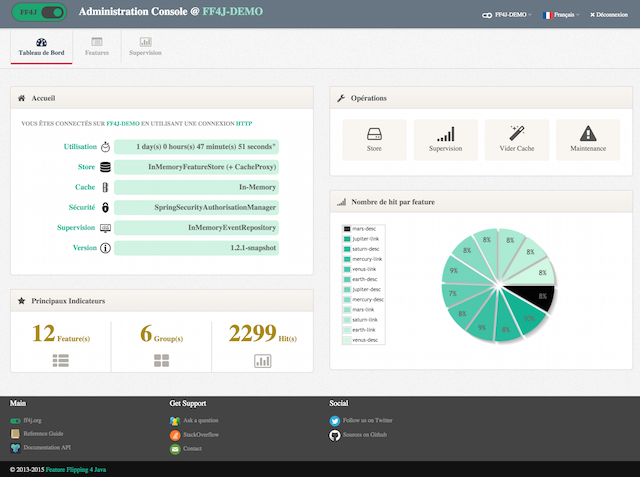 FF4J
Administration Console @ FF4J-DEMO
FF4J-DEMO
Français
Déconnexion
Tableau de Bord
Features
Supervision
Accueil
VOUS ÊTES CONNECTÉS SUR FF4J-DEMO EN UTILISANT UNE CONNEXION HTTP
Utilisation
1 day(s) 0 hours(s) 47 minute(s) 51 seconds"
Store
InMemoryFeatureStore (+ CacheProxy)
Cache
In-Memory
Sécurité
SpringSecurityAuthorisationManager
Supervision
InMemoryEventRepository
Version
1.2.1-snapshot
Principaux Indicateurs
12 Feature(s)
6 Group(s)
2299 Hit(s)
Opérations
Store
Supervision
Vider Cache
Maintenance
Nombre de hit par feature
mars-desc
jupiter-link
saturn-desc
mercury-link
venus-link
earth-desc
jupiter-desc
mercury-desc
mars-link
saturn-link
earth-link
venus-desc
8%
8%
8%
8%
8%
9%
7%
8%
9%
8%
10%
8%
Main
ff4j.org
Reference Guide
Documentation API
Get Support
Ask a question
StackOverflow
Contact
Social
Follow us on Twitter
Sources on Github
© 2013-2015 Feature Flipping 4 Java